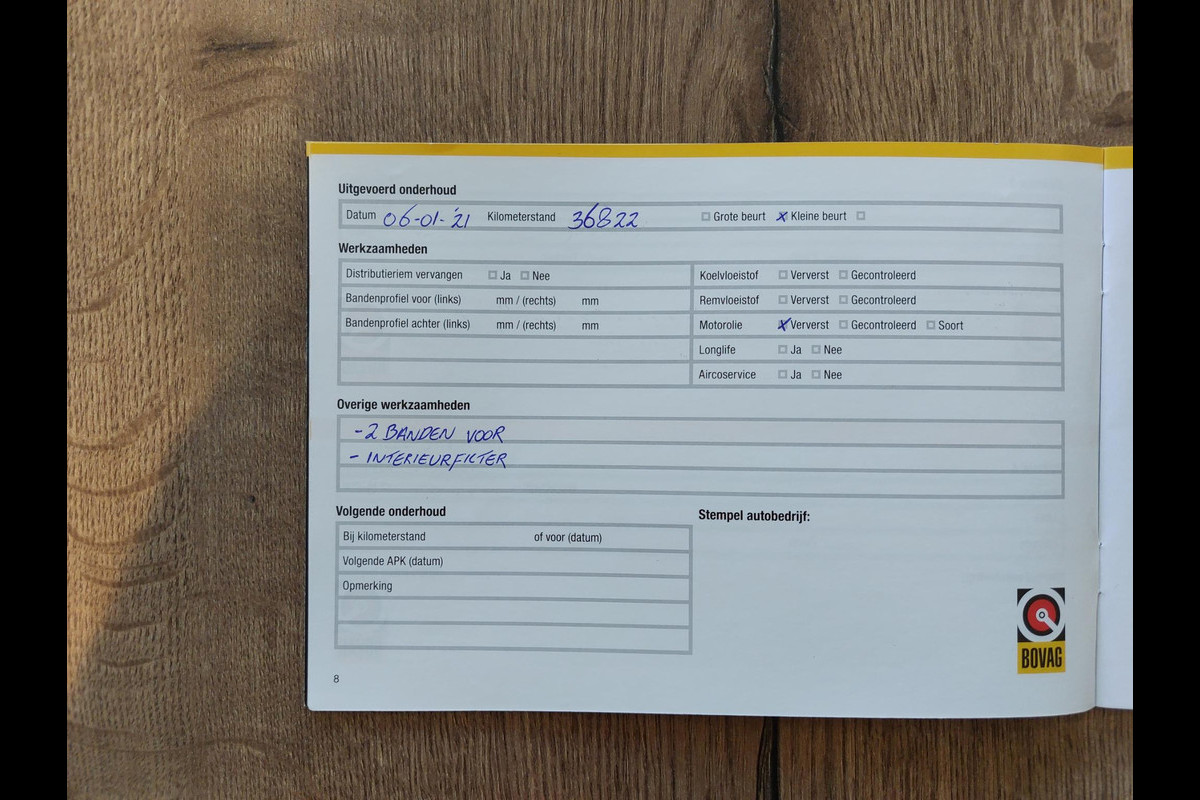 Uitgevoerd onderhoud
Datum 06-01-'21 Kilometerstand 36822 Grote beurt Kleine beurt
Werkzaamheden
Distributieriem vervangen Ja Nee Koelvloeistof Ververst Gecontroleerd
Bandenprofiel voor (links) mm / (rechts) mm Remvloeistof Ververst Gecontroleerd
Bandenprofiel achter (links) mm / (rechts) mm Motorolie Ververst Gecontroleerd Soort
Longlife Ja Nee
Aircoservice Ja Nee
Overige werkzaamheden
- 2 BANDEN VOOR
- INTERIEURFILTER
Volgende onderhoud Stempel autobedrijf:
Bij kilometerstand of voor (datum)
Volgende APK (datum)
Opmerking
BOVAG
8